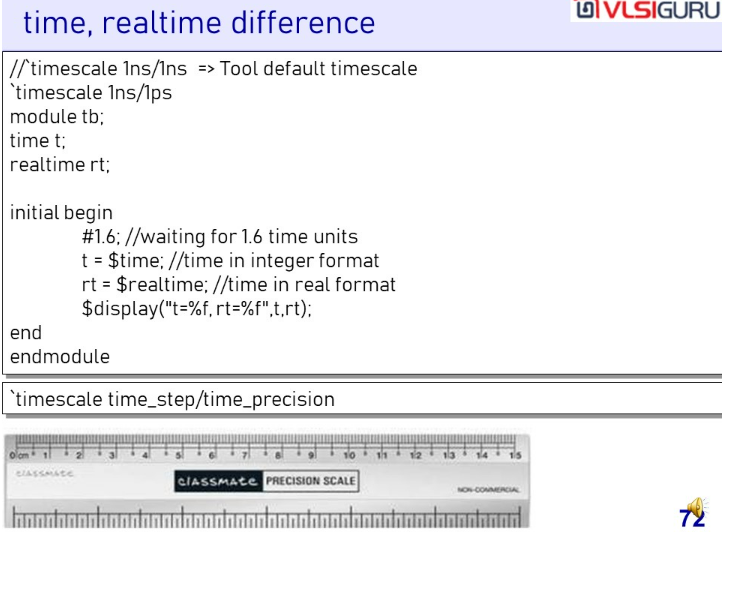 VLSIGURU
time, realtime difference
//`timescale 1ns/1ns => Tool default timescale
`timescale 1ns/1ps
module tb;
time t;
realtime rt;
initial begin
#1.6; //waiting for 1.6 time units
t = $time; //time in integer format
rt = $realtime; //time in real format
$display("t=%f, rt=%f",t,rt);
end
endmodule
`timescale time_step/time_precision
0 cm 1 2 3 4 5 6 7 8 9 10 11 12 13 14 15
CLASSMATE
CLASSMATE PRECISION SCALE
NON-COMMERCIAL
72